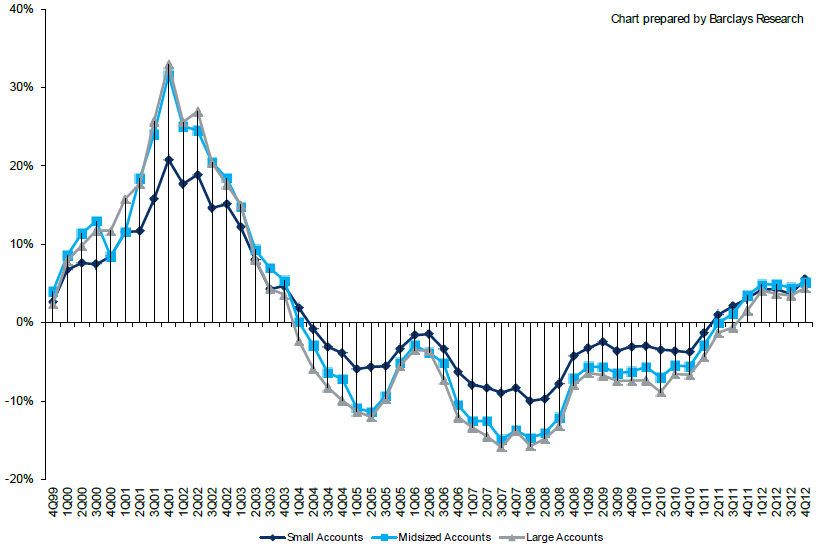 40%
Chart prepared by Barclays Research
30%
20%
10%
0%
-10%
-20%
4Q99 1Q00 2Q00 3Q00 4Q00 1Q01 2Q01 3Q01 4Q01 1Q02 2Q02 3Q02 4Q02 1Q03 2Q03 3Q03 4Q03 1Q04 2Q04 3Q04 4Q04 1Q05 2Q05 3Q05 4Q05 1Q06 2Q06 3Q06 4Q06 1Q07 2Q07 3Q07 4Q07 1Q08 2Q08 3Q08 4Q08 1Q09 2Q09 3Q09 4Q09 1Q10 2Q10 3Q10 4Q10 1Q11 2Q11 3Q11 4Q11 1Q12 2Q12 3Q12 4Q12
Small Accounts Midsized Accounts Large Accounts